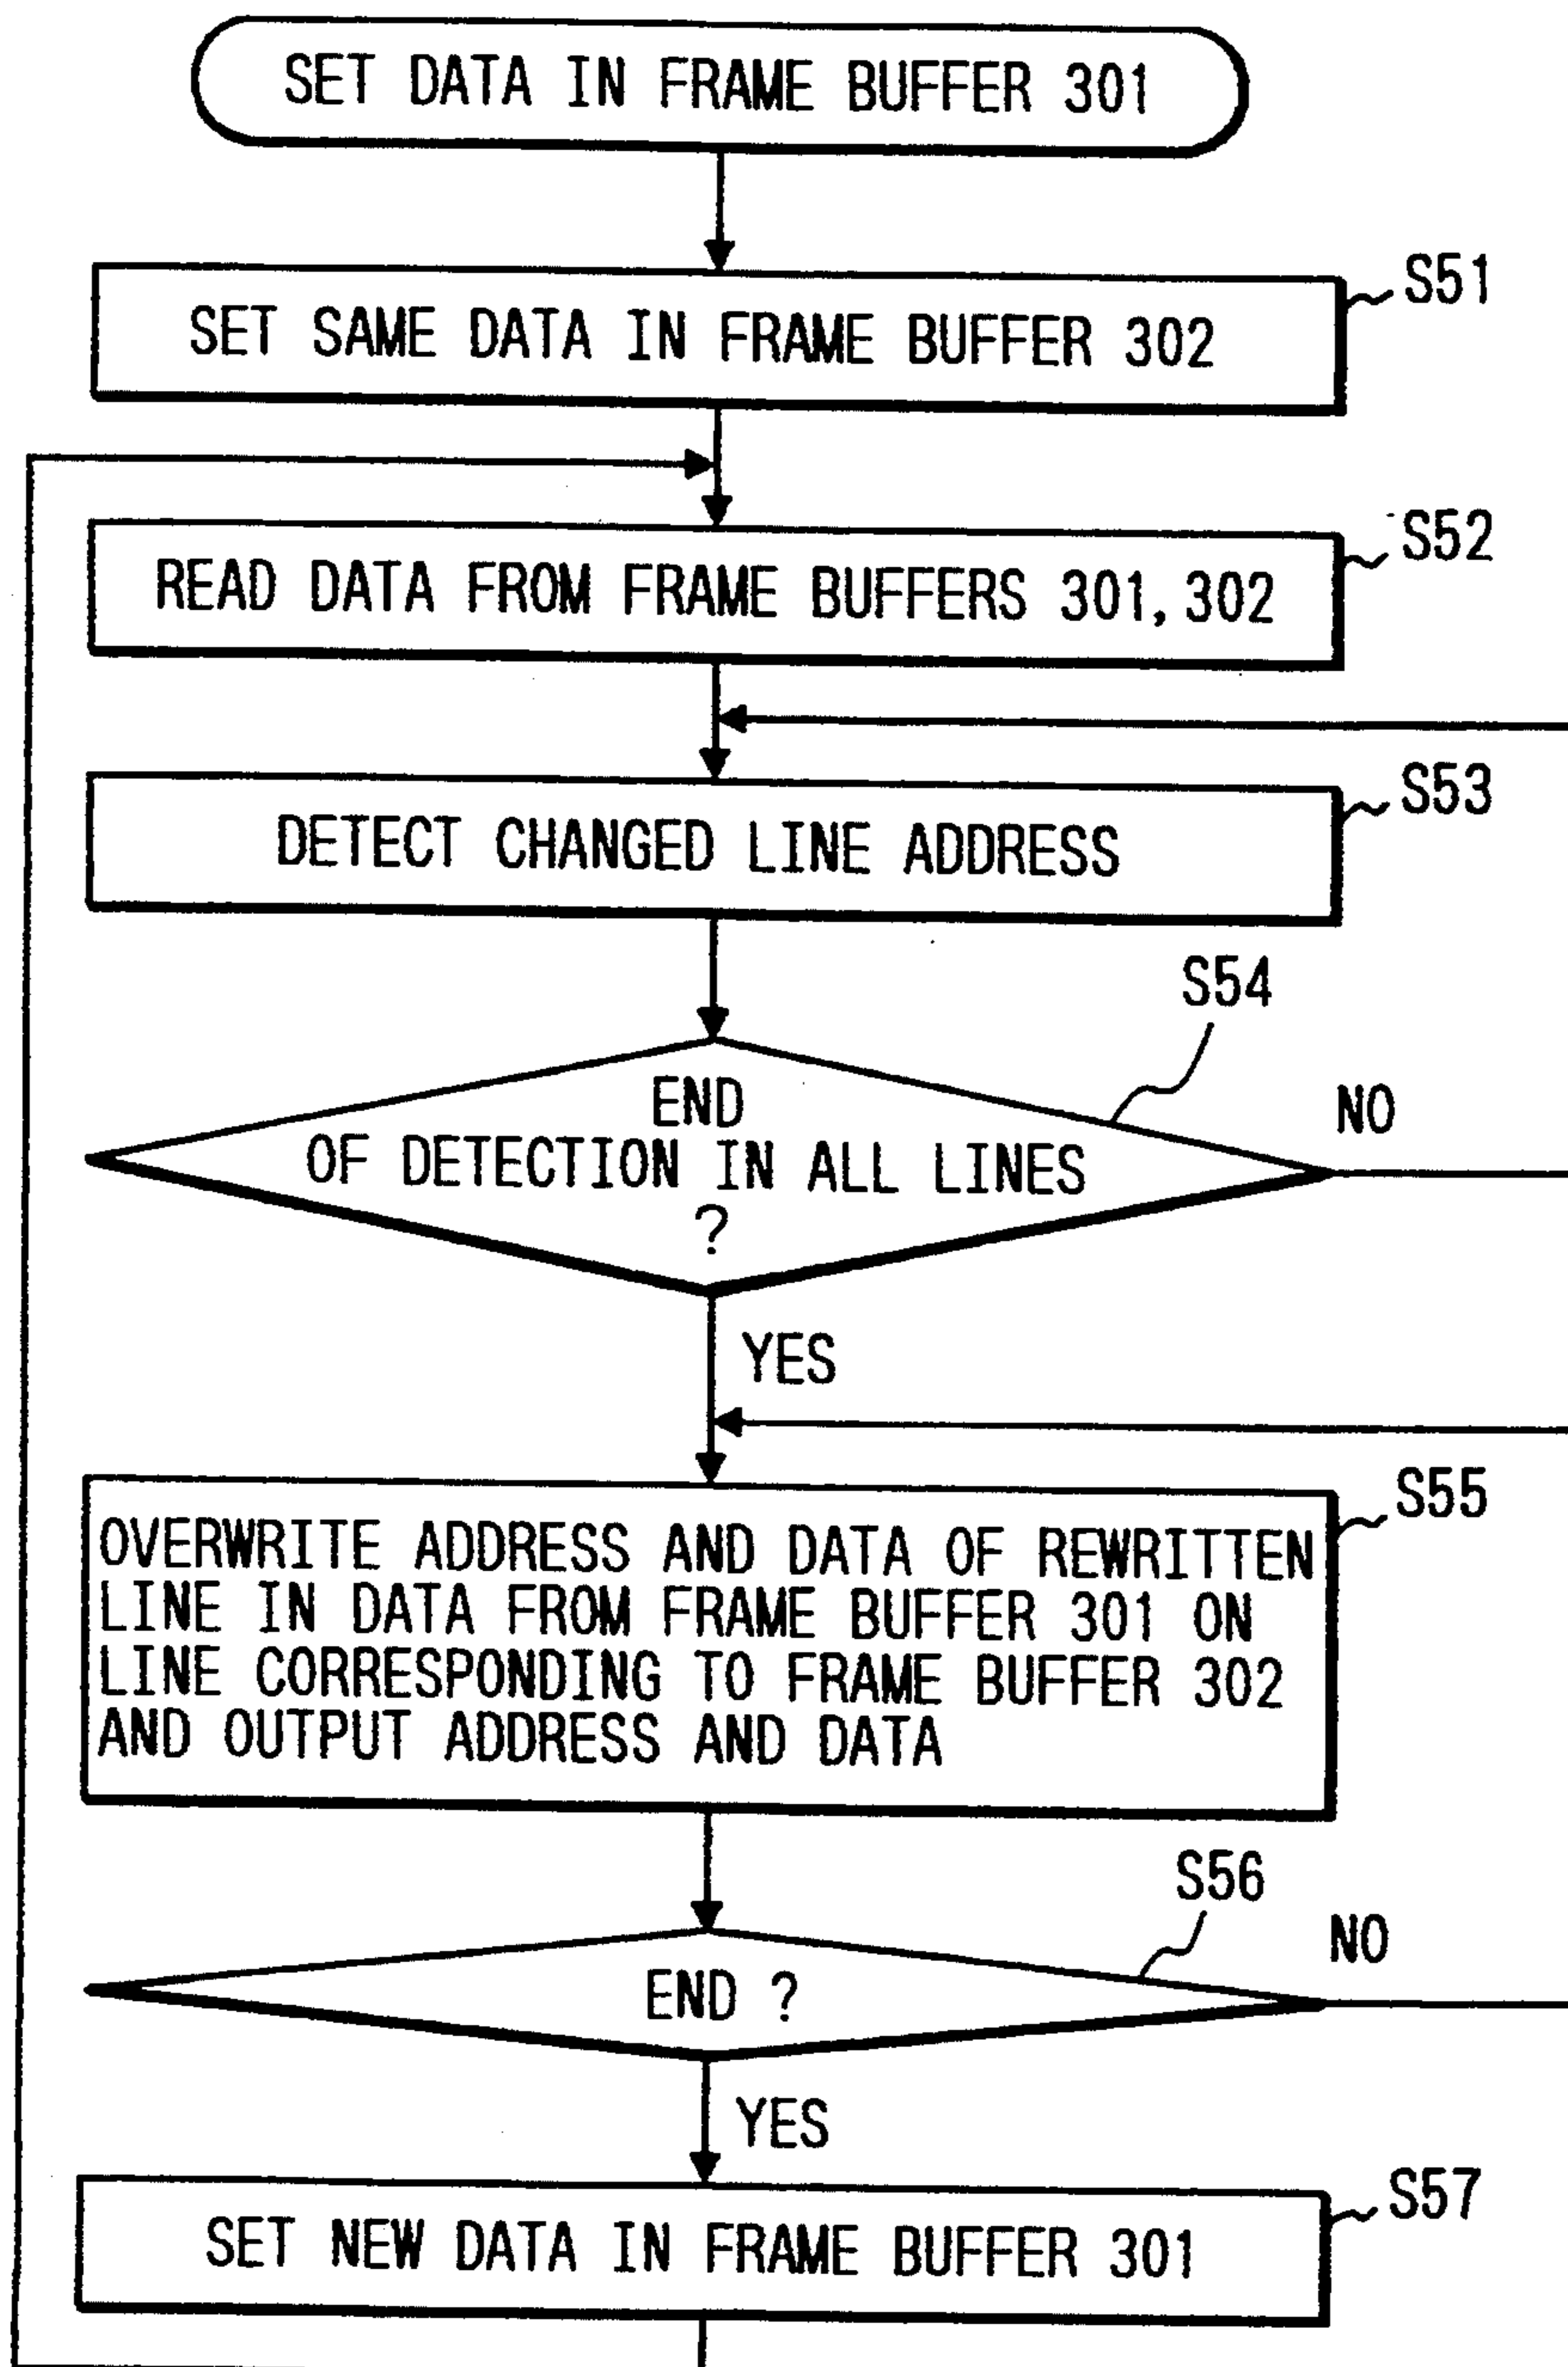 SET DATA IN FRAME BUFFER 301
S51
SET SAME DATA IN FRAME BUFFER 302
S52
READ DATA FROM FRAME BUFFERS 301, 302
S53
DETECT CHANGED LINE ADDRESS
S54
END
OF DETECTION IN ALL LINES
?
NO
YES
S55
OVERWRITE ADDRESS AND DATA OF REWRITTEN
LINE IN DATA FROM FRAME BUFFER 301 ON
LINE CORRESPONDING TO FRAME BUFFER 302
AND OUTPUT ADDRESS AND DATA
S56
END ?
NO
YES
S57
SET NEW DATA IN FRAME BUFFER 301